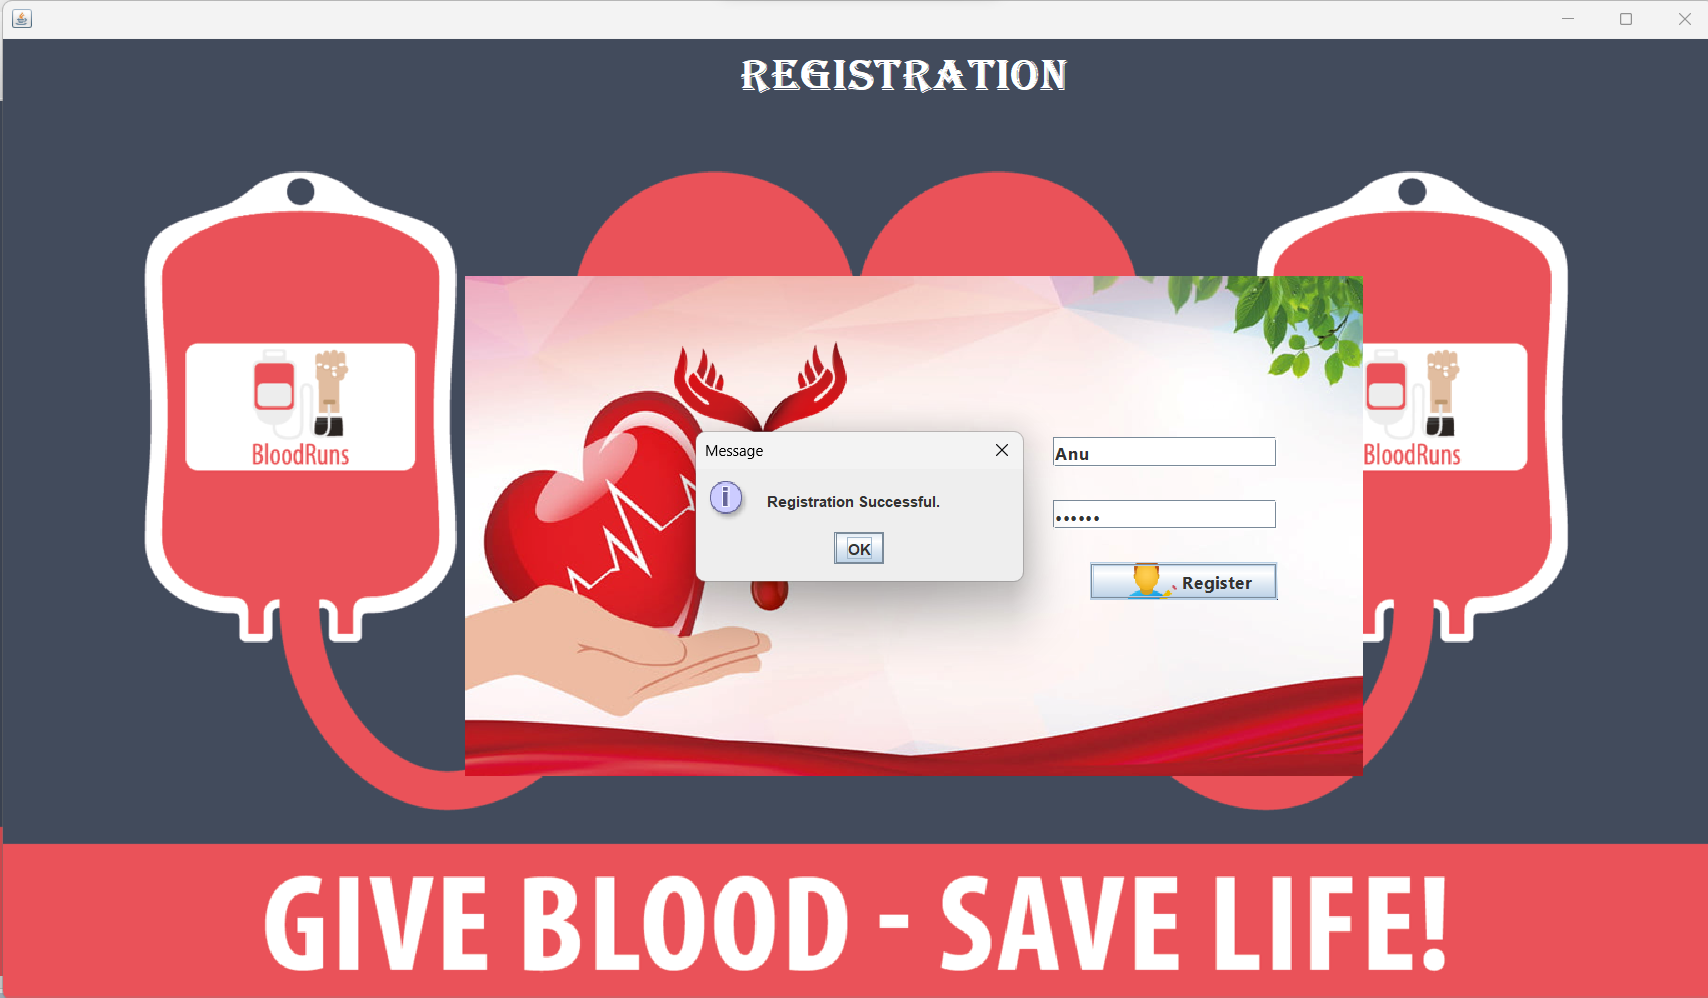 REGISTRATION
BloodRuns
BloodRuns
Message
Registration Successful.
OK
Anu
••••••
Register
GIVE BLOOD - SAVE LIFE!